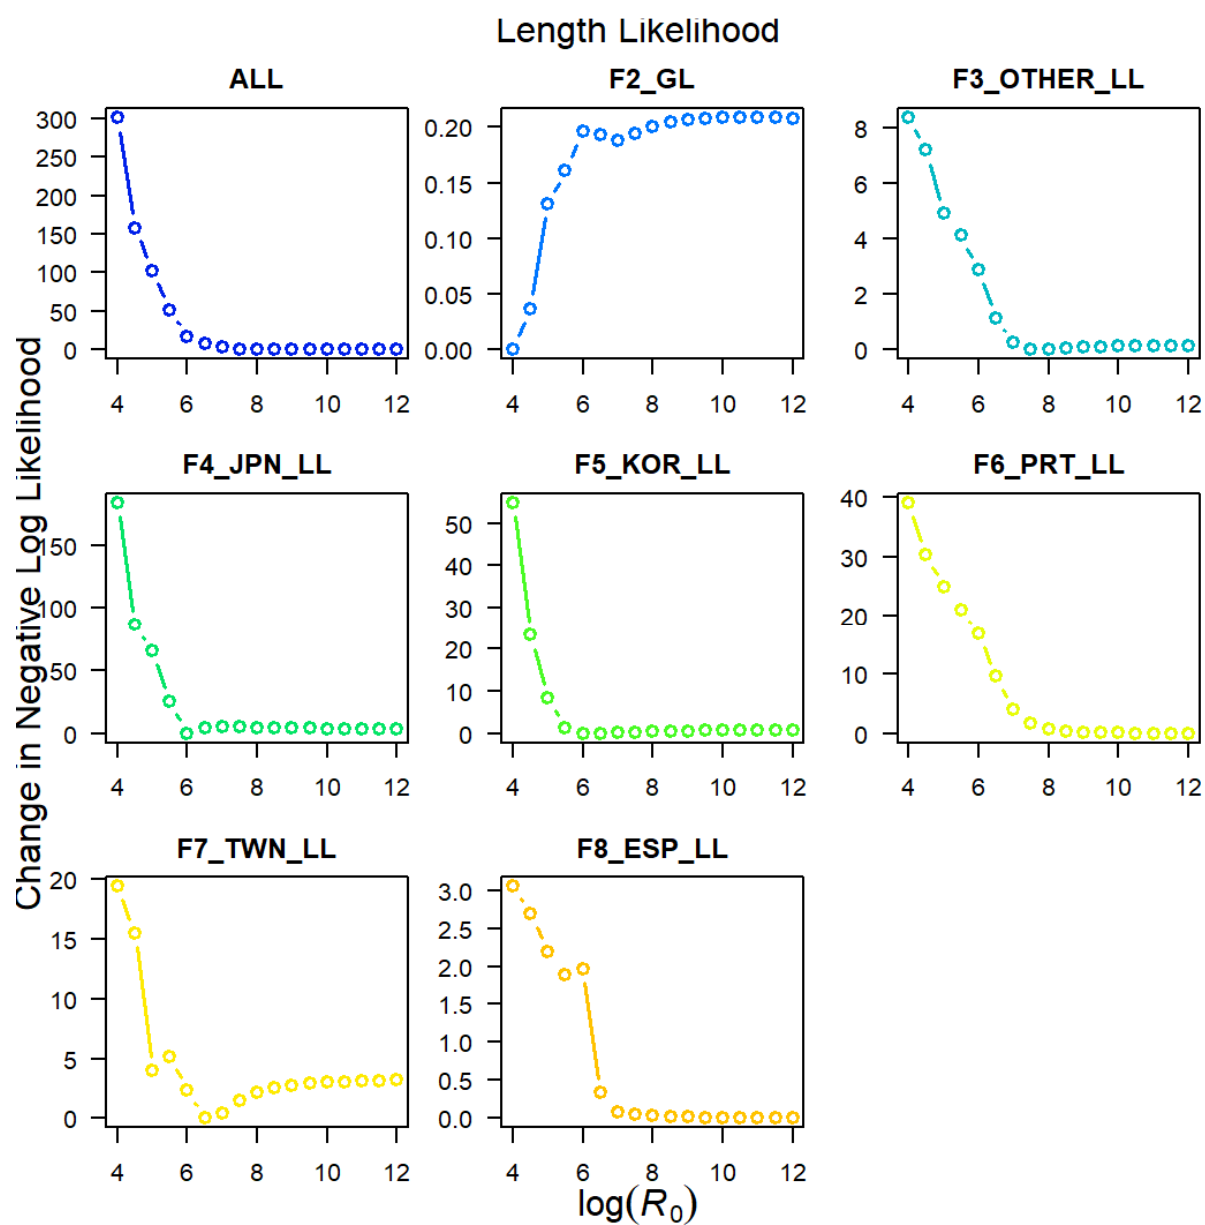 Length Likelihood
ALL
F2_GL
F3_OTHER_LL
300
250
200
150
100
50
0
4 6 8 10 12
0.20
0.15
0.10
0.05
0.00
4 6 8 10 12
8
6
4
2
0
4 6 8 10 12
F4_JPN_LL
F5_KOR_LL
F6_PRT_LL
150
100
50
0
4 6 8 10 12
50
40
30
20
10
0
4 6 8 10 12
40
30
20
10
0
4 6 8 10 12
Change in Negative Log Likelihood
F7_TWN_LL
F8_ESP_LL
20
15
10
5
0
4 6 8 10 12
3.0
2.5
2.0
1.5
1.0
0.5
0.0
4 6 8 10 12
log(R₀)